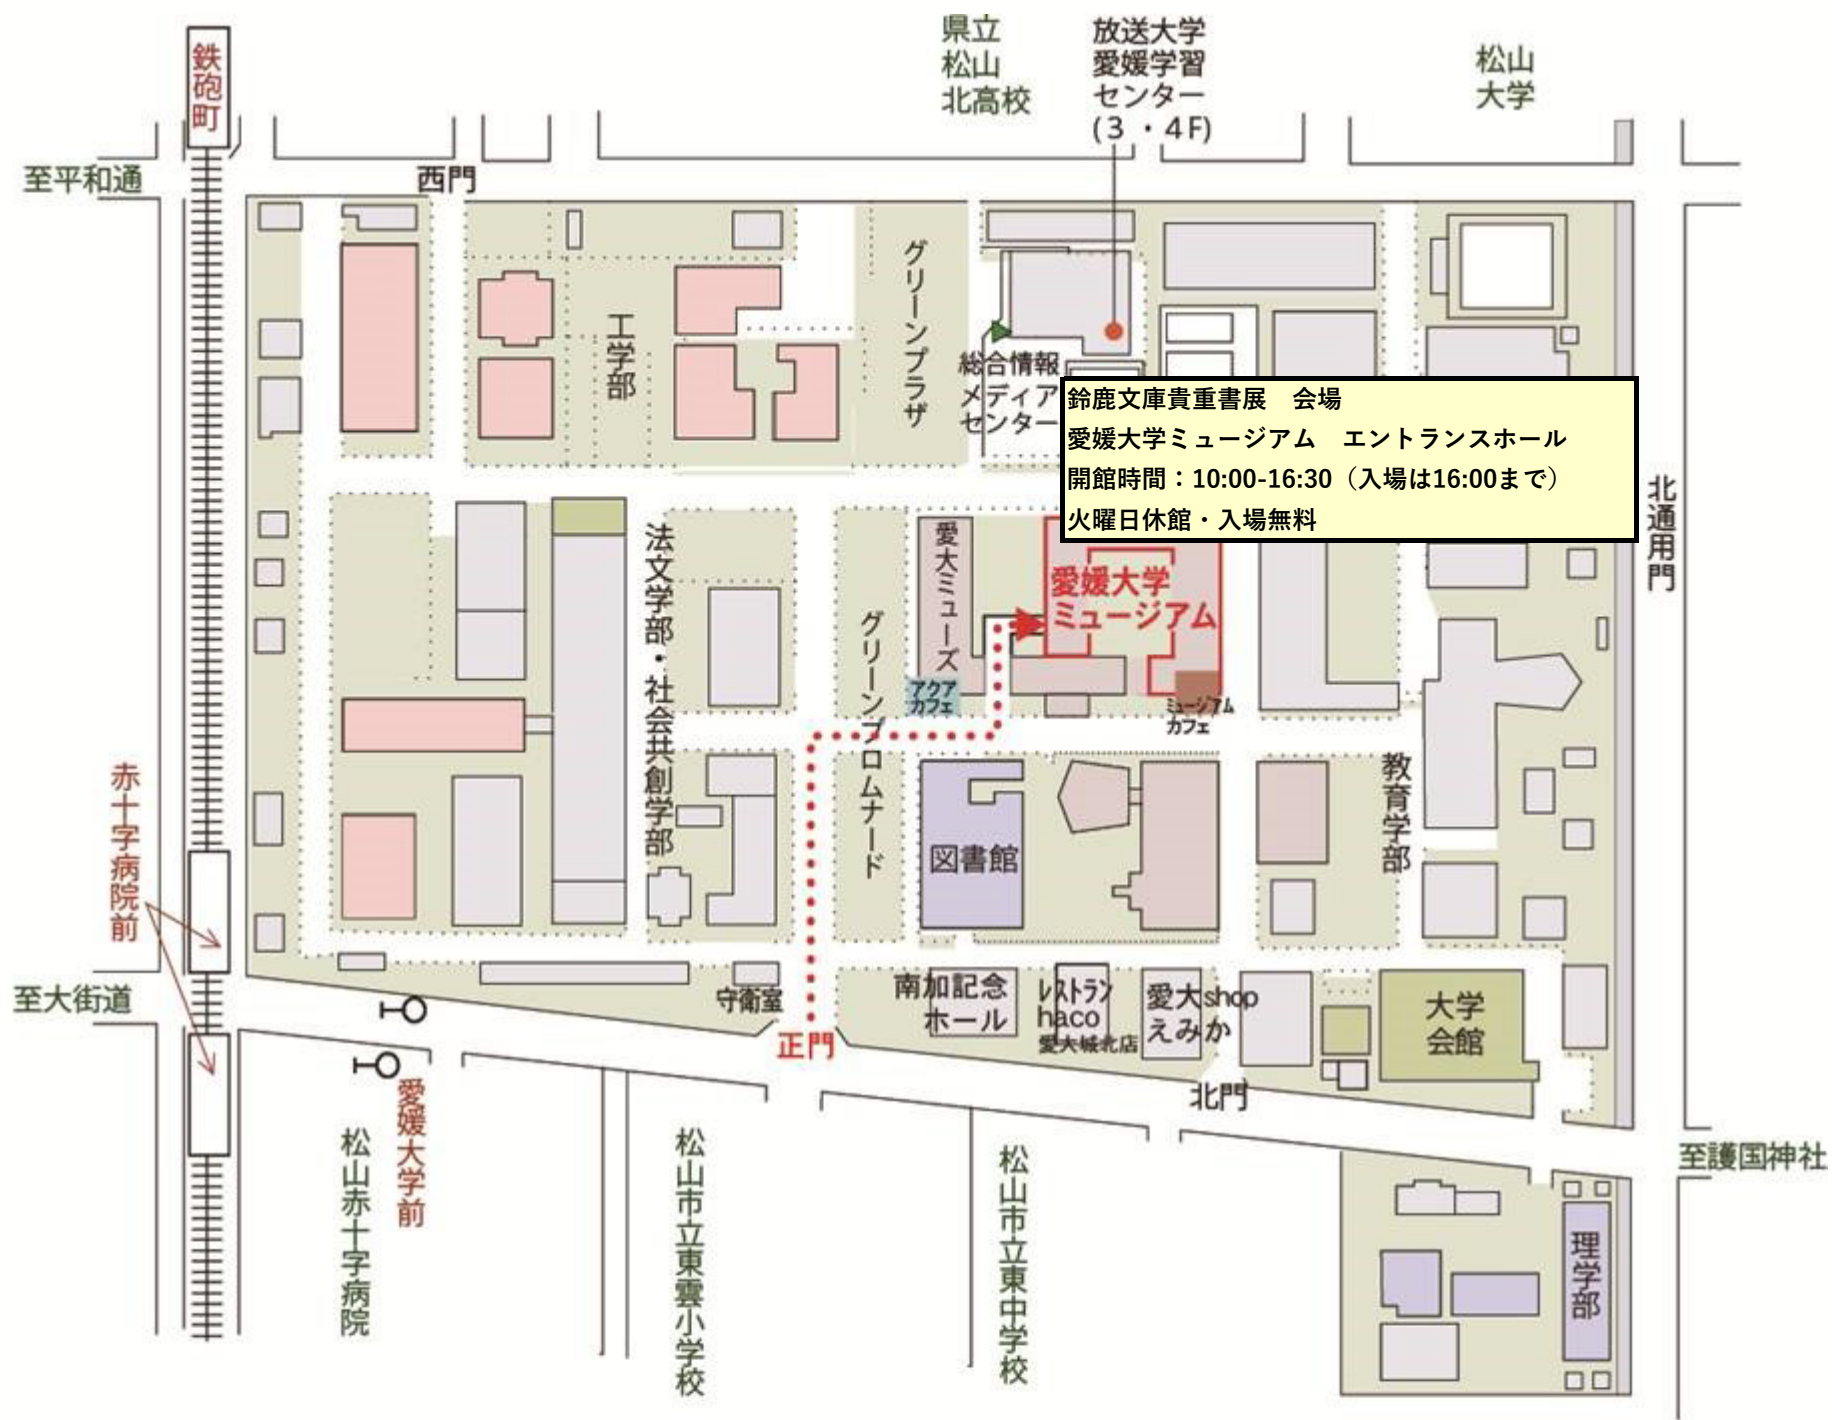 鉄砲町
県立
松山
北高校
放送大学
愛媛学習
センター
(3・4F)
松山
大学
至平和通
西門
グリーンプラザ
工学部
総合情報
メディア
センター
鈴鹿文庫貴重書展　会場
愛媛大学ミュージアム　エントランスホール
開館時間：10:00-16:30（入場は16:00まで）
火曜日休館・入場無料
北通用門
法文学部・社会共創学部
愛大ミューズ
愛媛大学
ミュージアム
グリーンプロムナード
アクア
カフェ
ミュージアム
カフェ
教育学部
赤十字病院前
図書館
至大街道
守衛室
正門
南加記念
ホール
レストラン
haco
愛大城北店
愛大shop
えみか
大学
会館
北門
愛媛大学前
松山赤十字病院
松山市立東雲小学校
松山市立東中学校
至護国神社
理学部